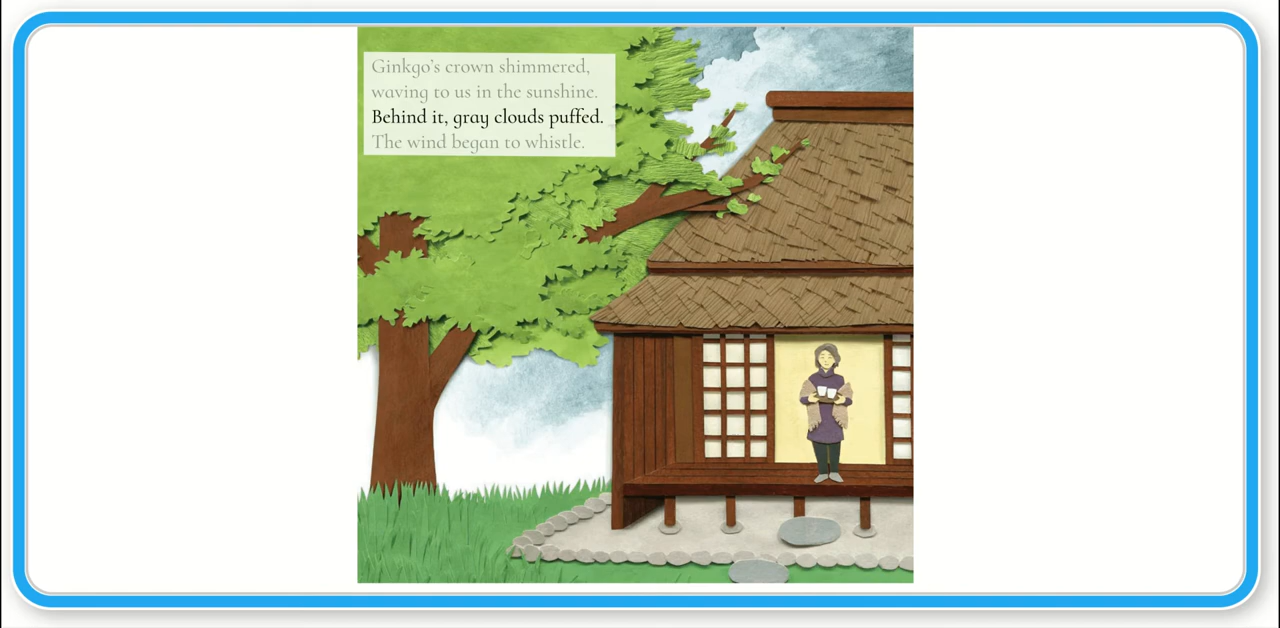 Ginkgo's crown shimmered,
waving to us in the sunshine.
Behind it, gray clouds puffed.
The wind began to whistle.